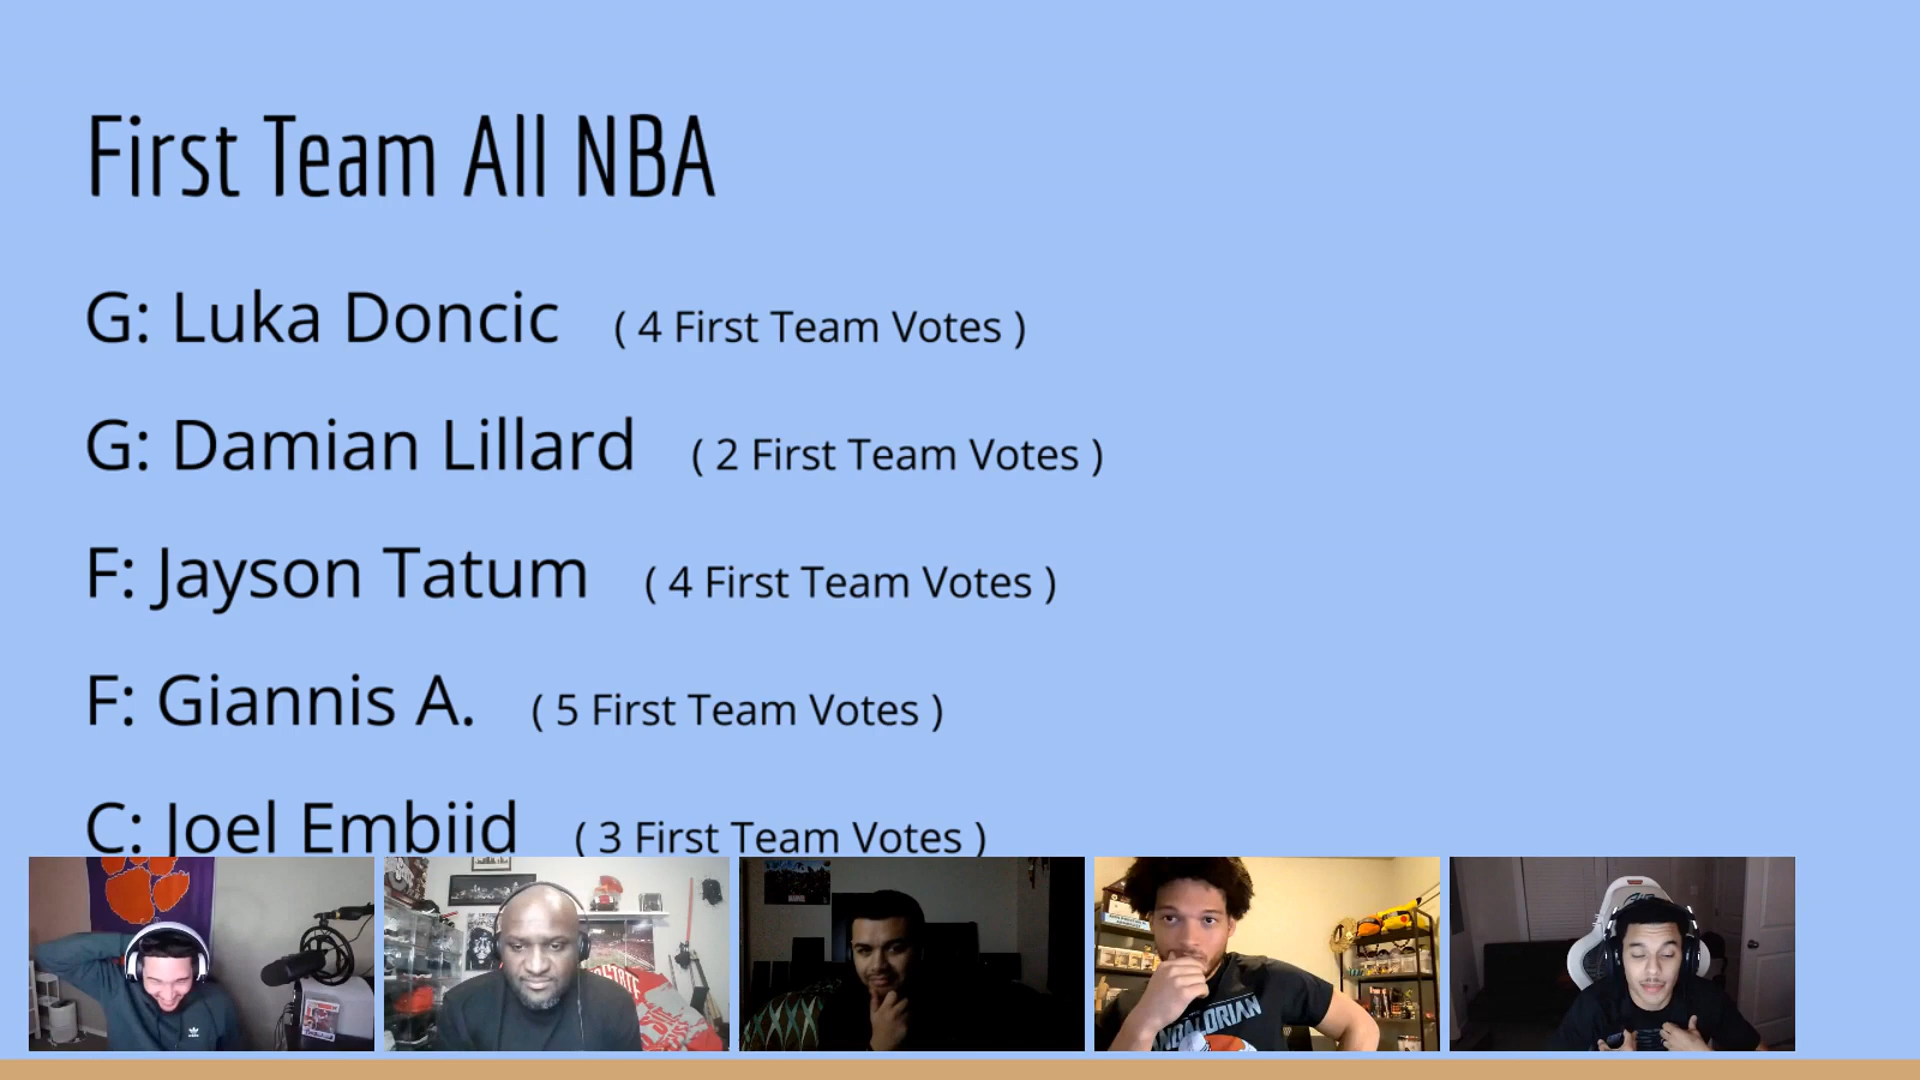 First Team All NBA
G: Luka Doncic ( 4 First Team Votes )
G: Damian Lillard ( 2 First Team Votes )
F: Jayson Tatum ( 4 First Team Votes )
F: Giannis A. ( 5 First Team Votes )
C: Joel Embiid ( 3 First Team Votes )
MARVEL